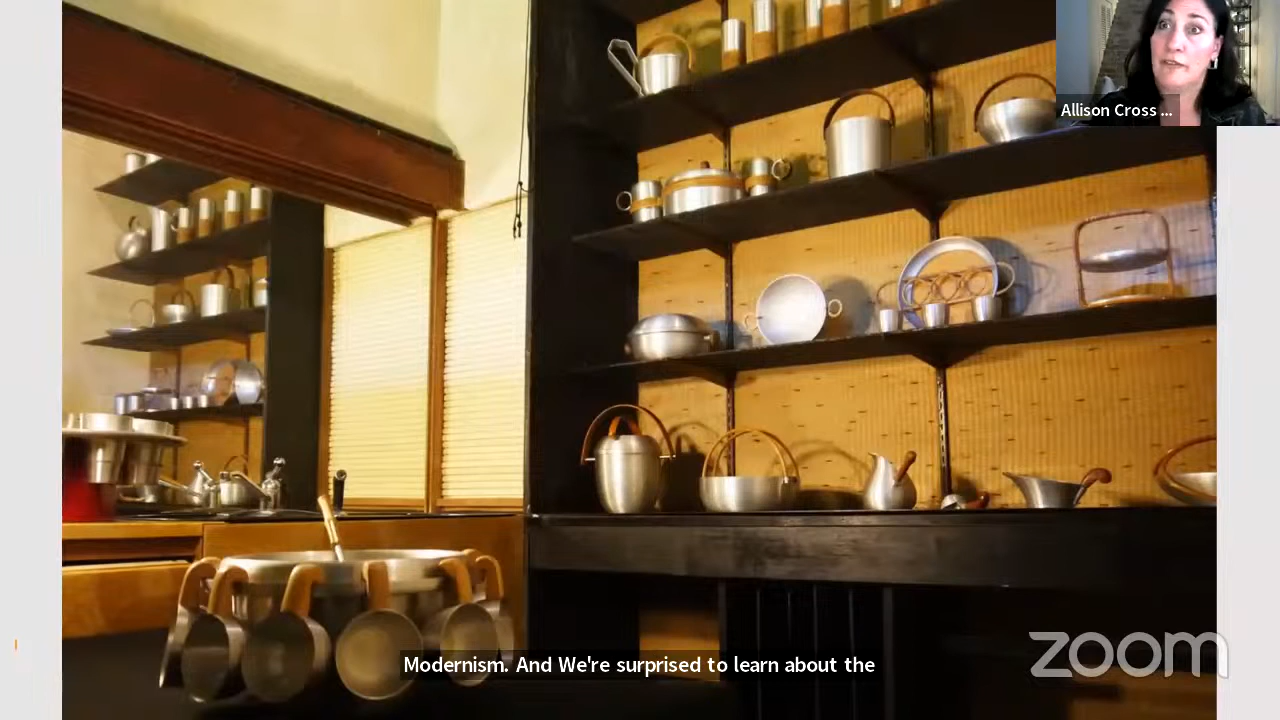 Allison Cross ...
Modernism. And We're surprised to learn about the
zoom